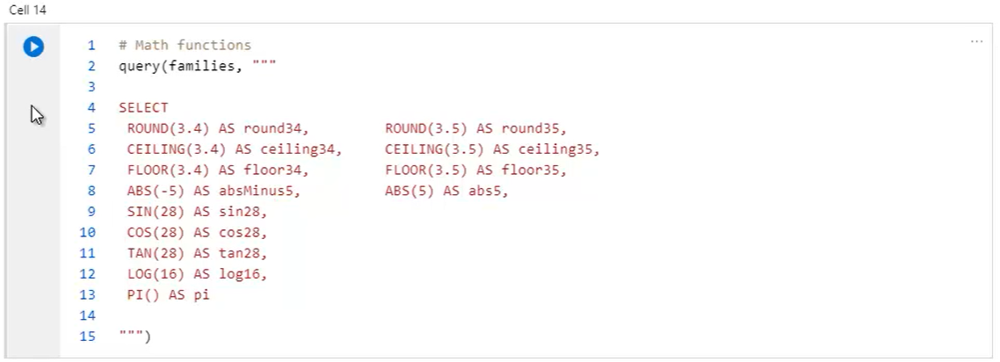 Cell 14
1 # Math functions
2 query(families, """
3
4 SELECT
5 ROUND(3.4) AS round34, ROUND(3.5) AS round35,
6 CEILING(3.4) AS ceiling34, CEILING(3.5) AS ceiling35,
7 FLOOR(3.4) AS floor34, FLOOR(3.5) AS floor35,
8 ABS(-5) AS absMinus5, ABS(5) AS abs5,
9 SIN(28) AS sin28,
10 COS(28) AS cos28,
11 TAN(28) AS tan28,
12 LOG(16) AS log16,
13 PI() AS pi
14
15 """)